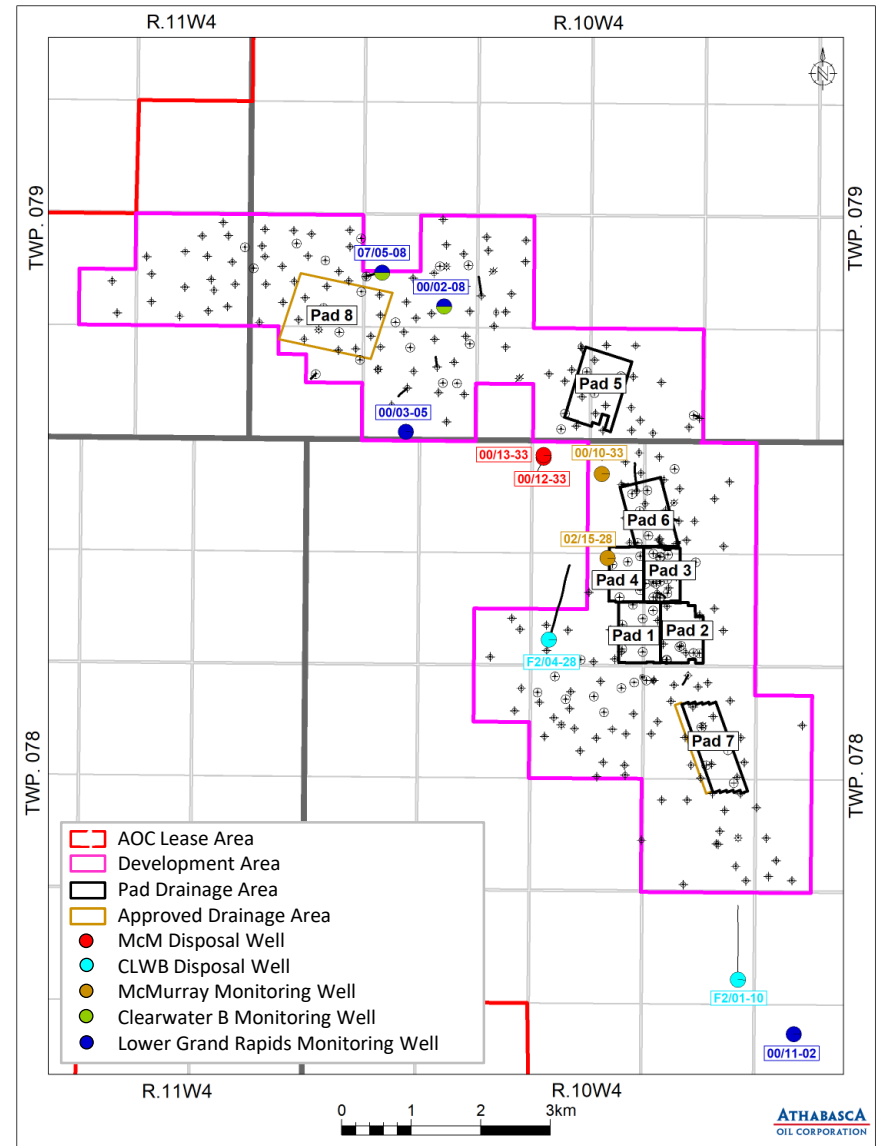 R.11W4 R.10W4
N
TWP. 079 TWP. 079
07/05-08
00/02-08
Pad 8
Pad 5
00/03-05
00/13-33 00/10-33
00/12-33
Pad 6
02/15-28
Pad 3
Pad 4
Pad 1 Pad 2
F2/04-28
TWP. 078 TWP. 078
Pad 7
AOC Lease Area
Development Area
Pad Drainage Area
Approved Drainage Area
McM Disposal Well
CLWB Disposal Well
McMurray Monitoring Well
Clearwater B Monitoring Well
Lower Grand Rapids Monitoring Well
F2/01-10
00/11-02
R.11W4 R.10W4
0 1 2 3km
ATHABASCA
OIL CORPORATION